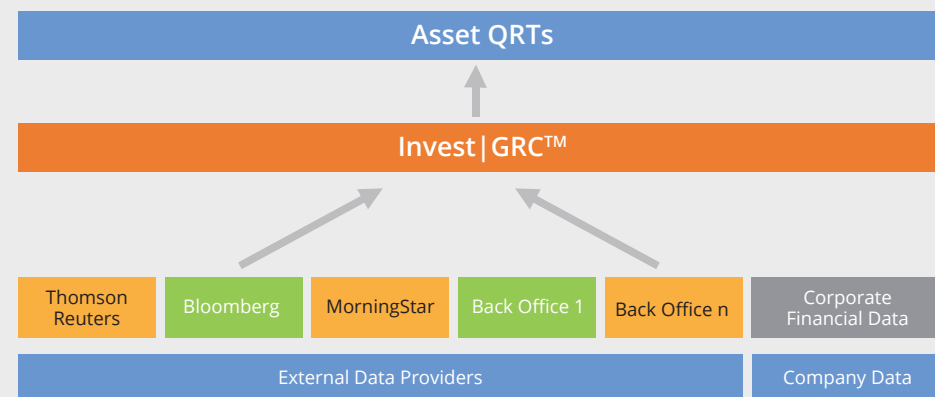 Asset QRTs
Invest|GRC™
Thomson
Reuters
Bloomberg
MorningStar
Back Office 1
Back Office n
Corporate
Financial Data
External Data Providers
Company Data